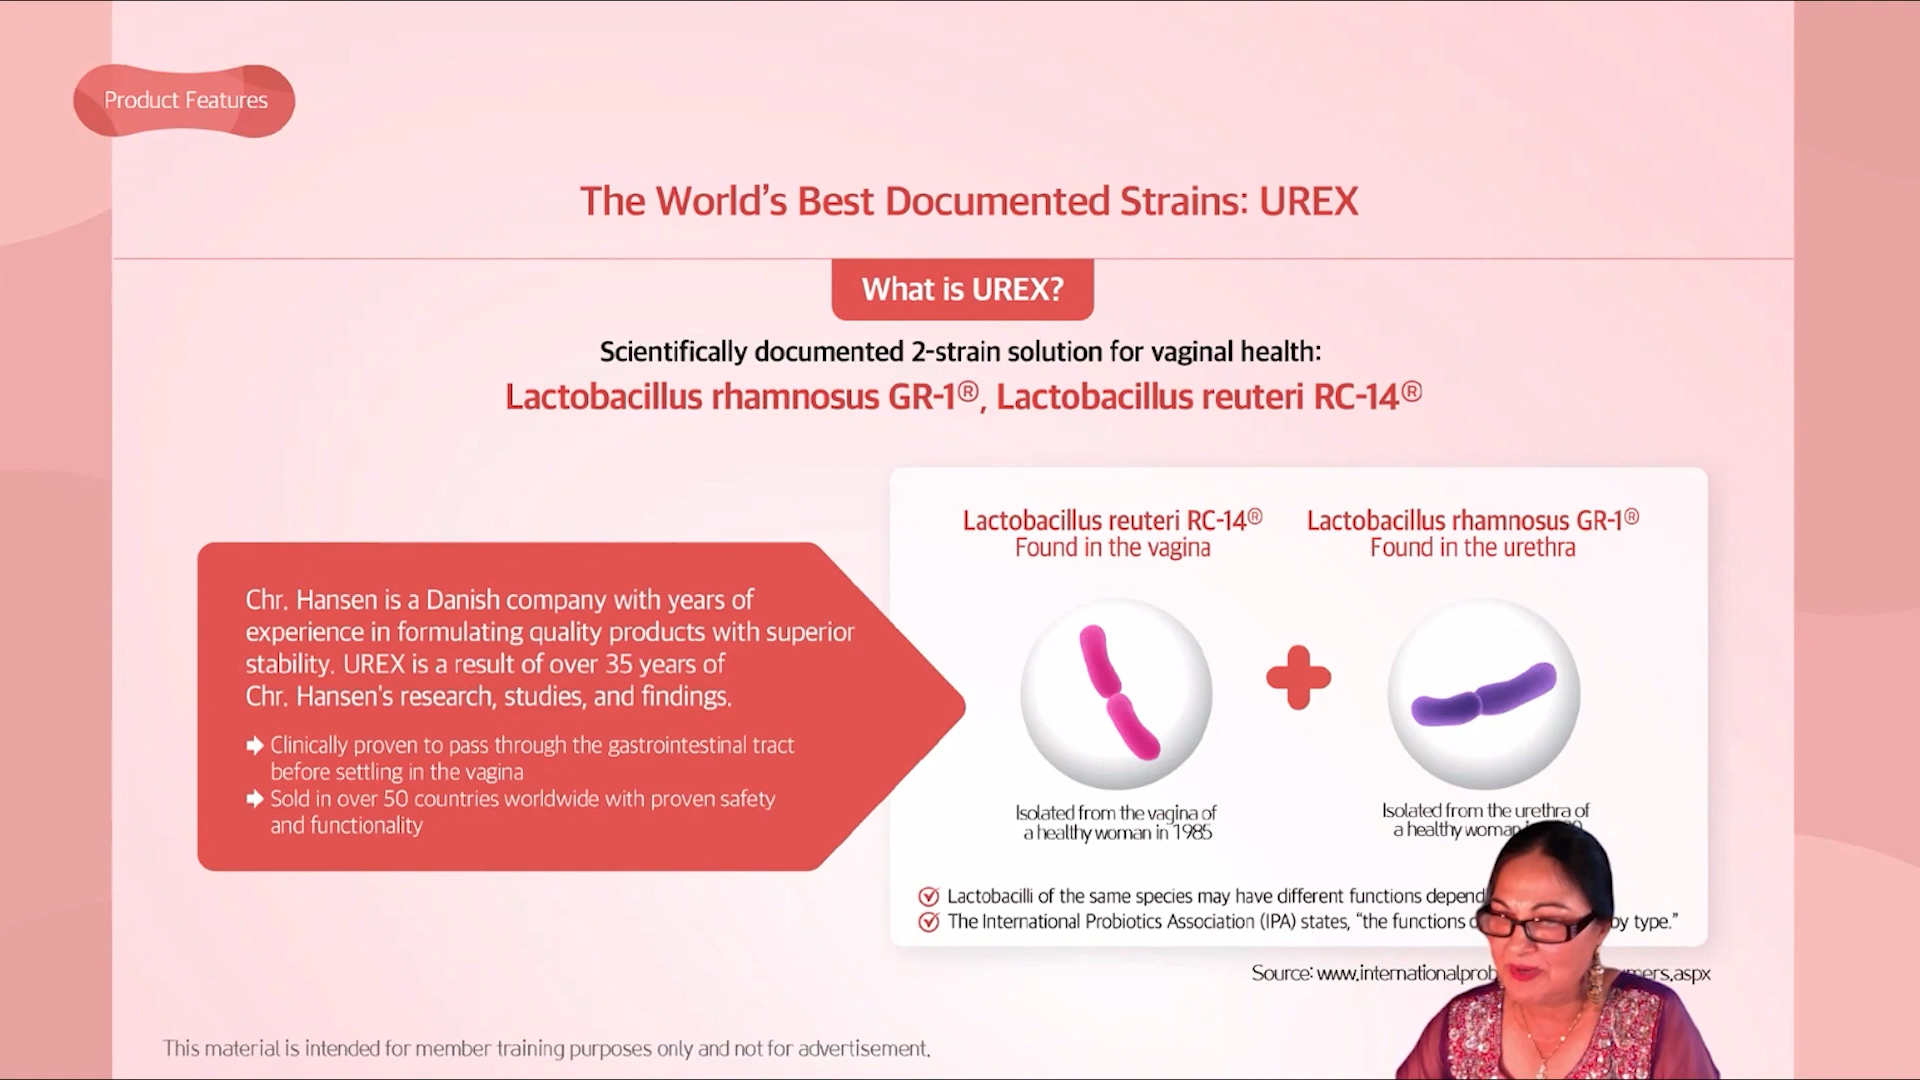 Product Features
The World's Best Documented Strains: UREX
What is UREX?
Scientifically documented 2-strain solution for vaginal health:
Lactobacillus rhamnosus GR-1®, Lactobacillus reuteri RC-14®
Chr. Hansen is a Danish company with years of
experience in formulating quality products with superior
stability. UREX is a result of over 35 years of
Chr. Hansen's research, studies, and findings.
Clinically proven to pass through the gastrointestinal tract
before settling in the vagina
Sold in over 50 countries worldwide with proven safety
and functionality
Lactobacillus reuteri RC-14®
Found in the vagina
Lactobacillus rhamnosus GR-1®
Found in the urethra
Isolated from the vagina of
a healthy woman in 1985
Isolated from the urethra of
a healthy woman
Lactobacilli of the same species may have different functions
The International Probiotics Association (IPA) states, “the functions by type.”
Source:
This material is intended for member training purposes only and not for advertisement.